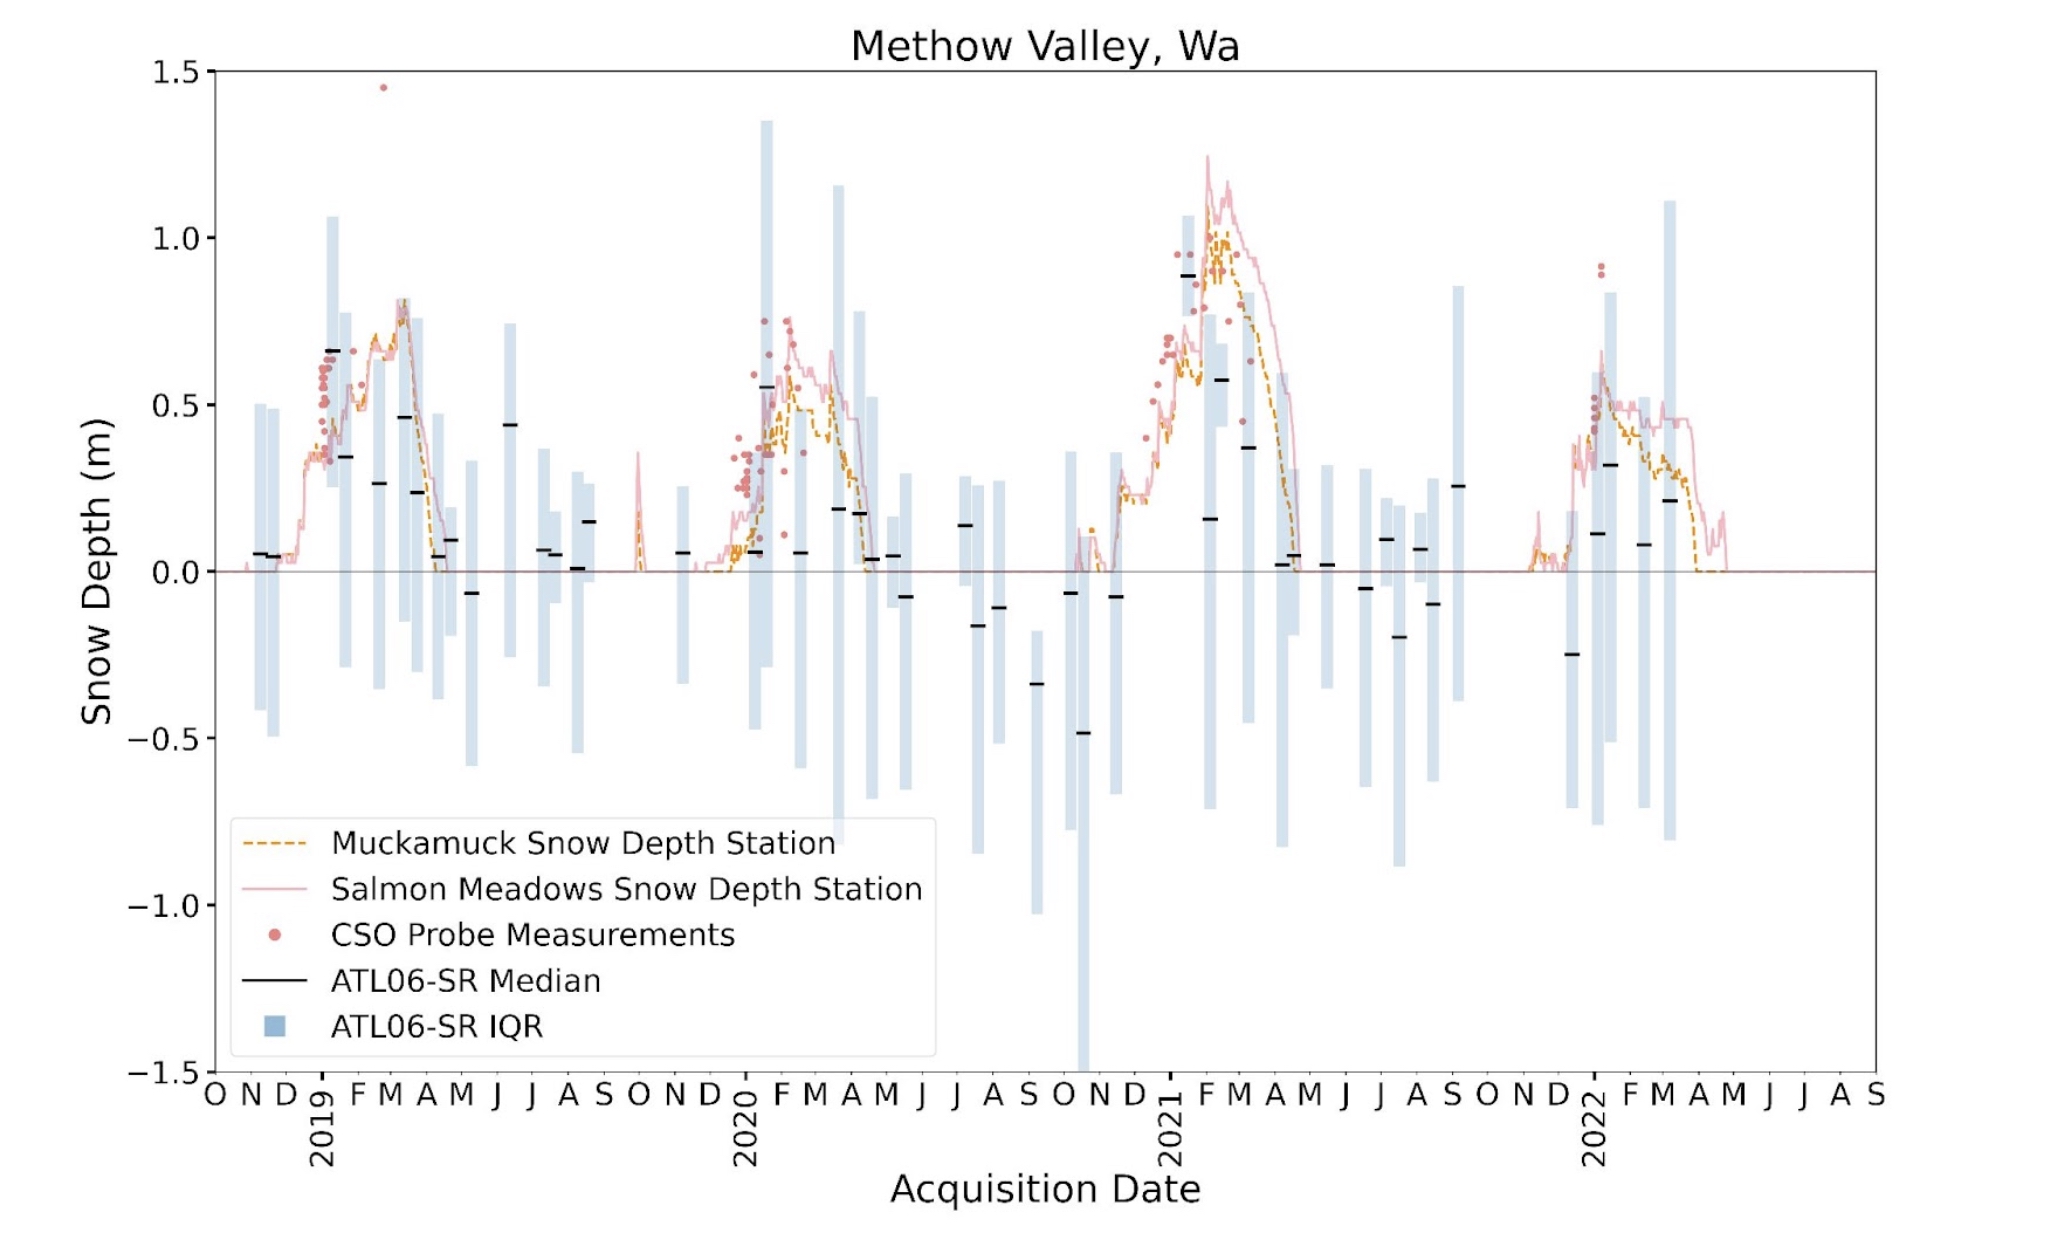 Methow Valley, Wa
Snow Depth (m)
1.5
1.0
0.5
0.0
−0.5
−1.0
−1.5
Muckamuck Snow Depth Station
Salmon Meadows Snow Depth Station
CSO Probe Measurements
ATL06-SR Median
ATL06-SR IQR
O N D 2019 F M A M J J A S O N D 2020 F M A M J J A S O N D 2021 F M A M J J A S O N D 2022 F M A M J J A S
Acquisition Date